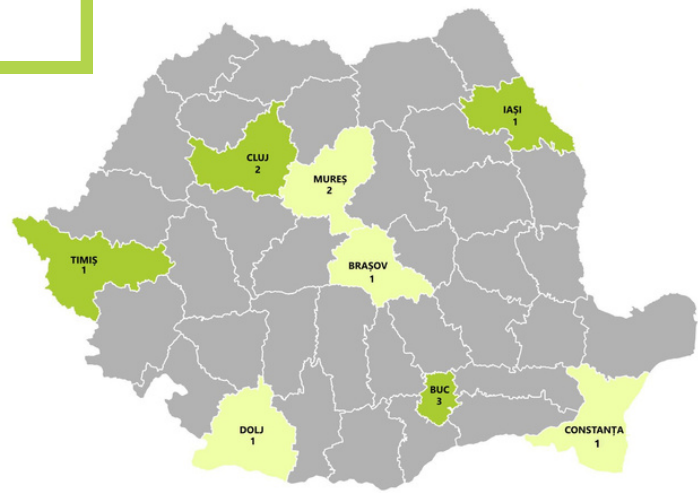 IAȘI
1
CLUJ
2
MUREȘ
2
TIMIȘ
1
BRAȘOV
1
BUC
3
DOLJ
1
CONSTANȚA
1